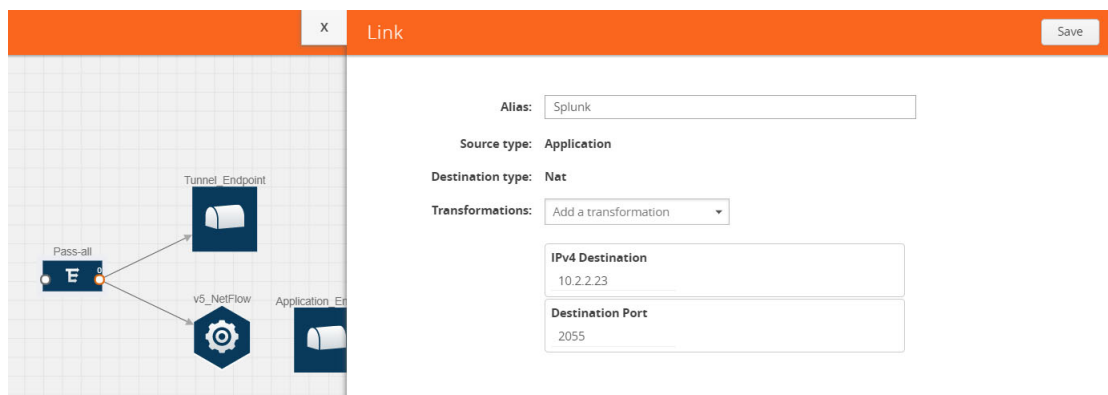 X
Link
Save
Alias: Splunk
Source type: Application
Destination type: Nat
Transformations: Add a transformation
IPv4 Destination
10.2.2.23
Destination Port
2055
Tunnel_Endpoint
Pass-all
0
v5_NetFlow
Application_En